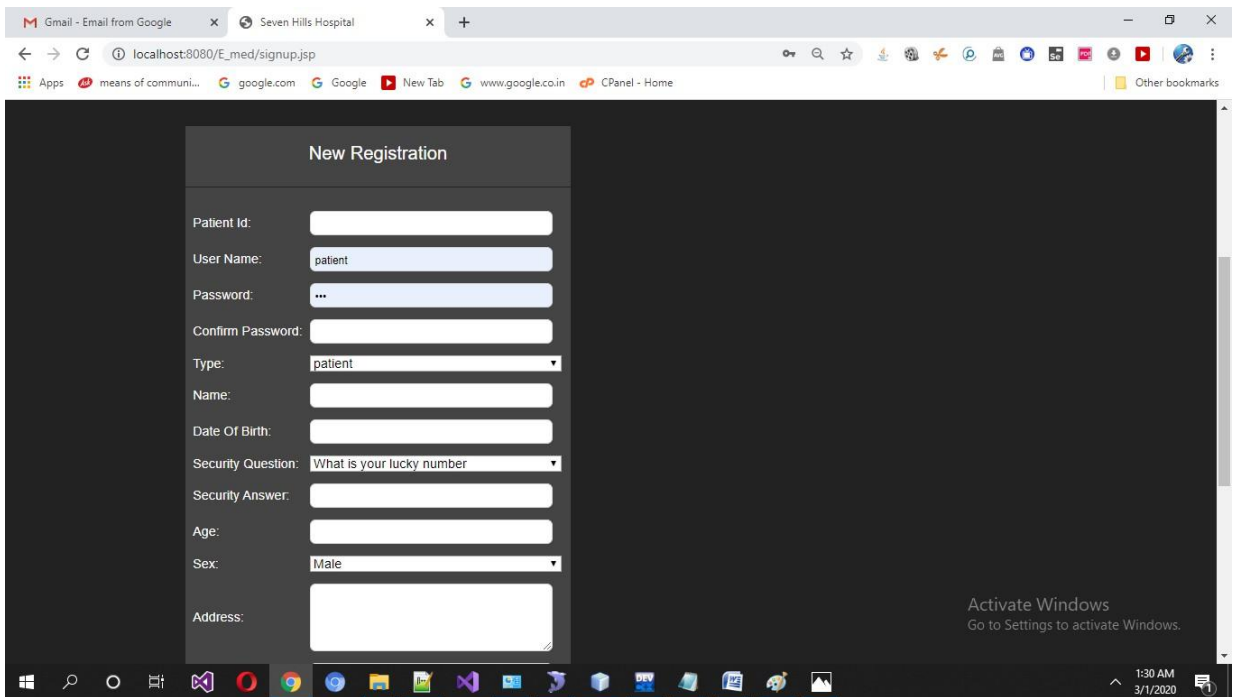 Gmail - Email from Google
Seven Hills Hospital
localhost:8080/E_med/signup.jsp
Apps means of communi... google.com Google New Tab www.google.co.in CPanel - Home Other bookmarks
New Registration
Patient Id:
User Name: patient
Password: •••
Confirm Password:
Type: patient
Name:
Date Of Birth:
Security Question: What is your lucky number
Security Answer:
Age:
Sex: Male
Address:
Activate Windows
Go to Settings to activate Windows.
1:30 AM
3/1/2020